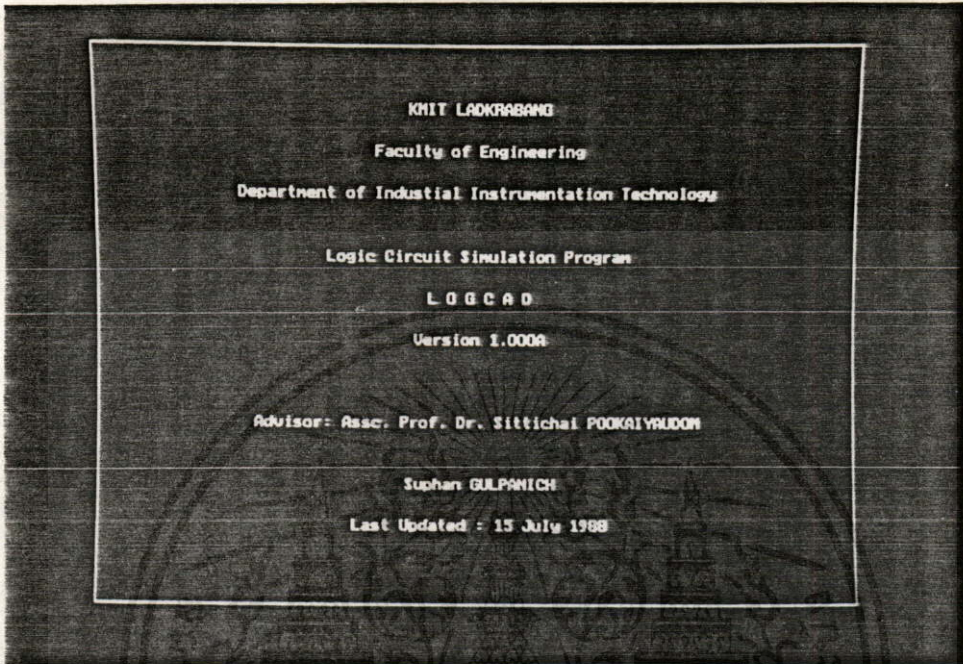 KMIT LADKRABANG
Faculty of Engineering
Department of Industial Instrumentation Technology
Logic Circuit Simulation Program
L O G C A D
Version 1.000A
Advisor: Assc. Prof. Dr. Sittichai POOKAIYAUDOM
Suphan GULPANICH
Last Updated : 15 July 1988